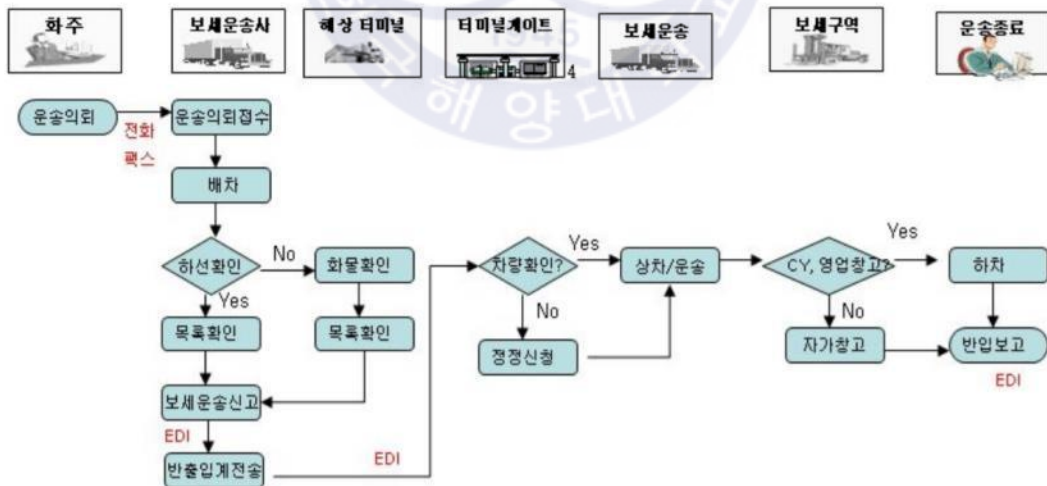 화주 보세운송사 해상 터미널 터미널게이트 보세운송 보세구역 운송종료
1945
4
해양대
운송의뢰 운송의뢰접수
전화
팩스
배차
하선확인 No 화물확인 차량확인? Yes 상차/운송 CY, 영업창고? Yes 하차
Yes No No
목록확인 목록확인 정정신청 자가창고 반입보고
EDI
보세운송신고
EDI EDI
반출입계전송